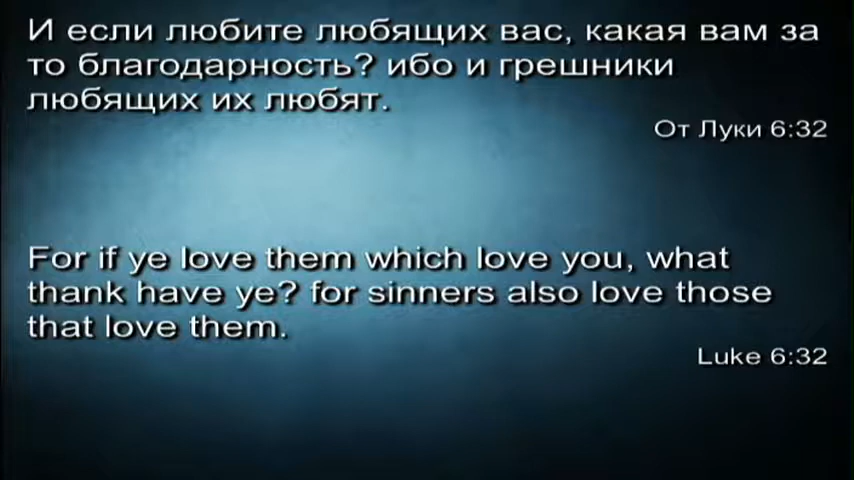 И если любите любящих вас, какая вам за
то благодарность? ибо и грешники
любящих их любят.
От Луки 6:32
For if ye love them which love you, what
thank have ye? for sinners also love those
that love them.
Luke 6:32